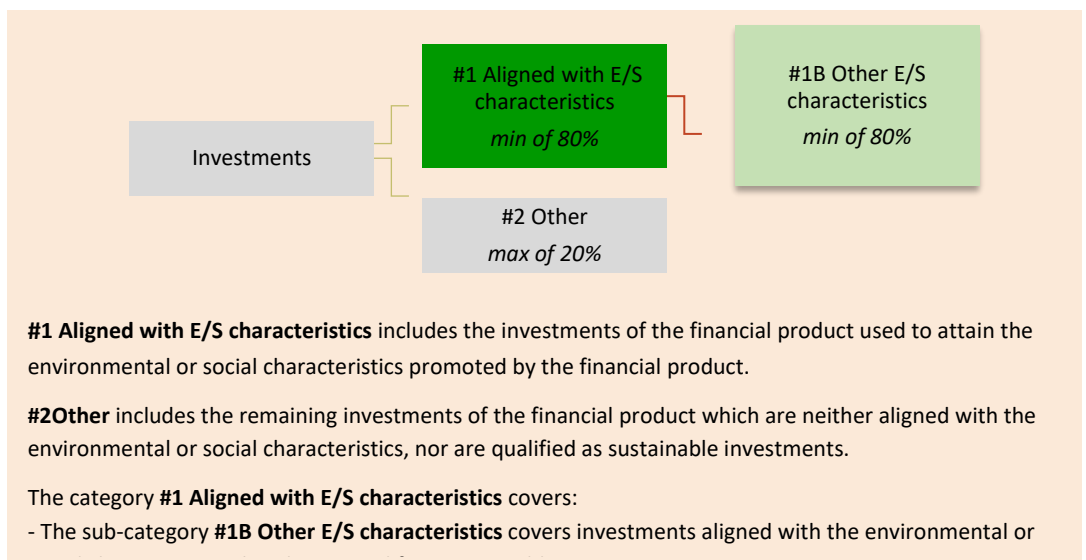 #1 Aligned with E/S
characteristics
min of 80%
#1B Other E/S
characteristics
min of 80%
Investments
#2 Other
max of 20%
#1 Aligned with E/S characteristics includes the investments of the financial product used to attain the
environmental or social characteristics promoted by the financial product.
#2Other includes the remaining investments of the financial product which are neither aligned with the
environmental or social characteristics, nor are qualified as sustainable investments.
The category #1 Aligned with E/S characteristics covers:
- The sub-category #1B Other E/S characteristics covers investments aligned with the environmental or